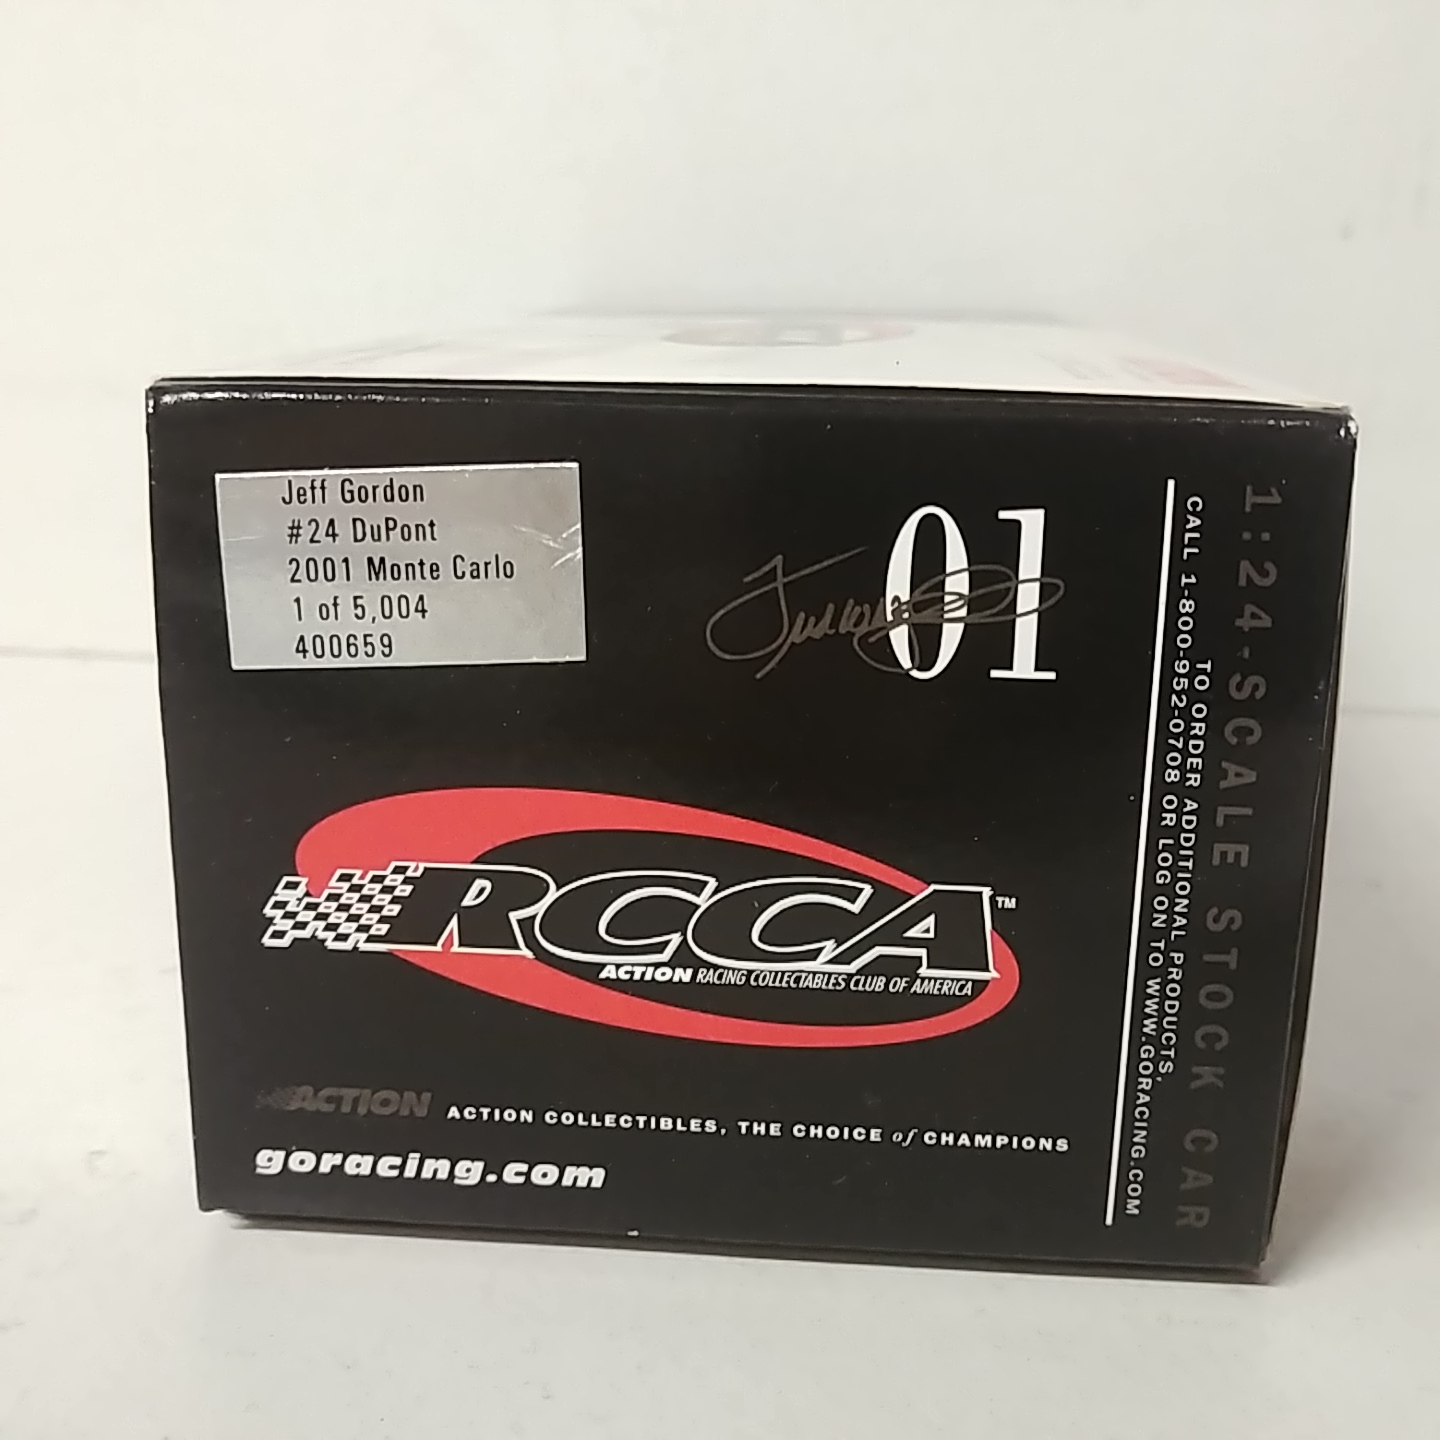 Jeff Gordon
#24 DuPont
2001 Monte Carlo
1 of 5,004
400659
01
RCCA™
ACTION RACING COLLECTABLES CLUB OF AMERICA
ACTION ACTION COLLECTIBLES, THE CHOICE of CHAMPIONS
goracing.com
1:24-SCALE STOCK CAR
TO ORDER ADDITIONAL PRODUCTS,
CALL 1-800-952-0708 OR LOG ON TO WWW.GORACING.COM